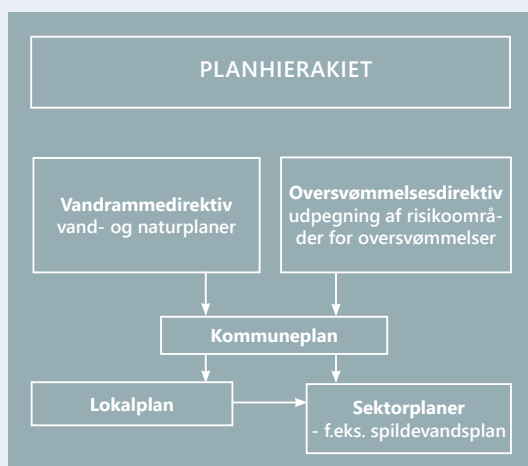 PLANHIERAKIET
Vandrammedirektiv
vand- og naturplaner
Oversvømmelsesdirektiv
udpegning af risikoområ-
der for oversvømmelser
Kommuneplan
Lokalplan
Sektorplaner
- f.eks. spildevandsplan